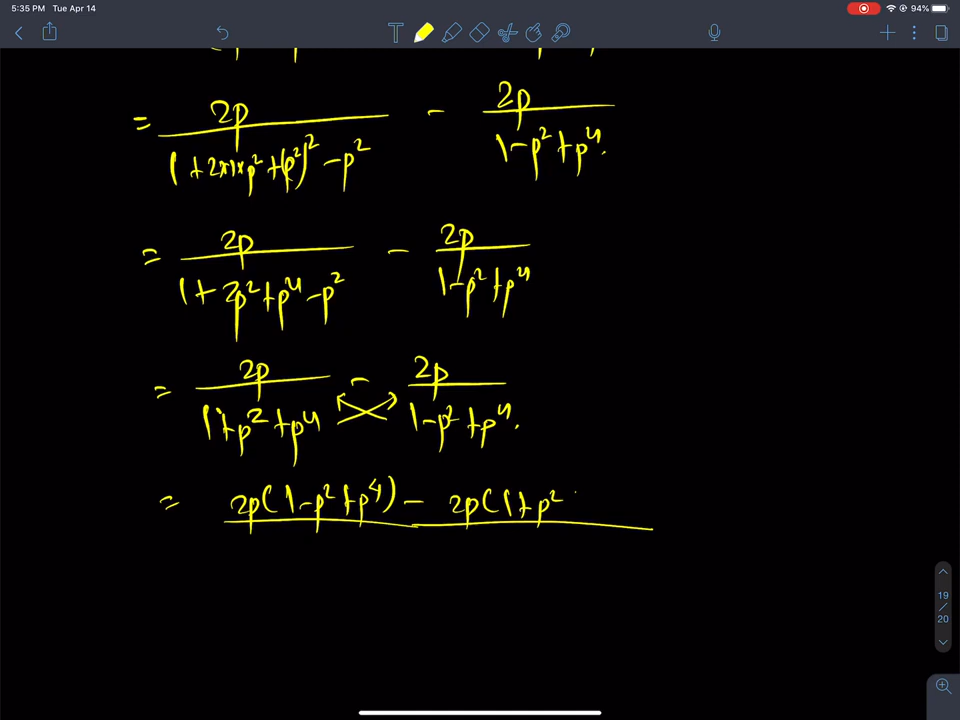 5:35 PM Tue Apr 14 94%
= 2p / (1 + 2×1×p² + (p²)² - p² - 2p / 1-p²+p⁴.
= 2p / 1 + 2p² + p⁴ - p² - 2p / 1-p²+p⁴
= 2p / 1+p²+p⁴ - 2p / 1-p²+p⁴.
= 2p(1-p²+p⁴) - 2p(1+p²
19
/
20